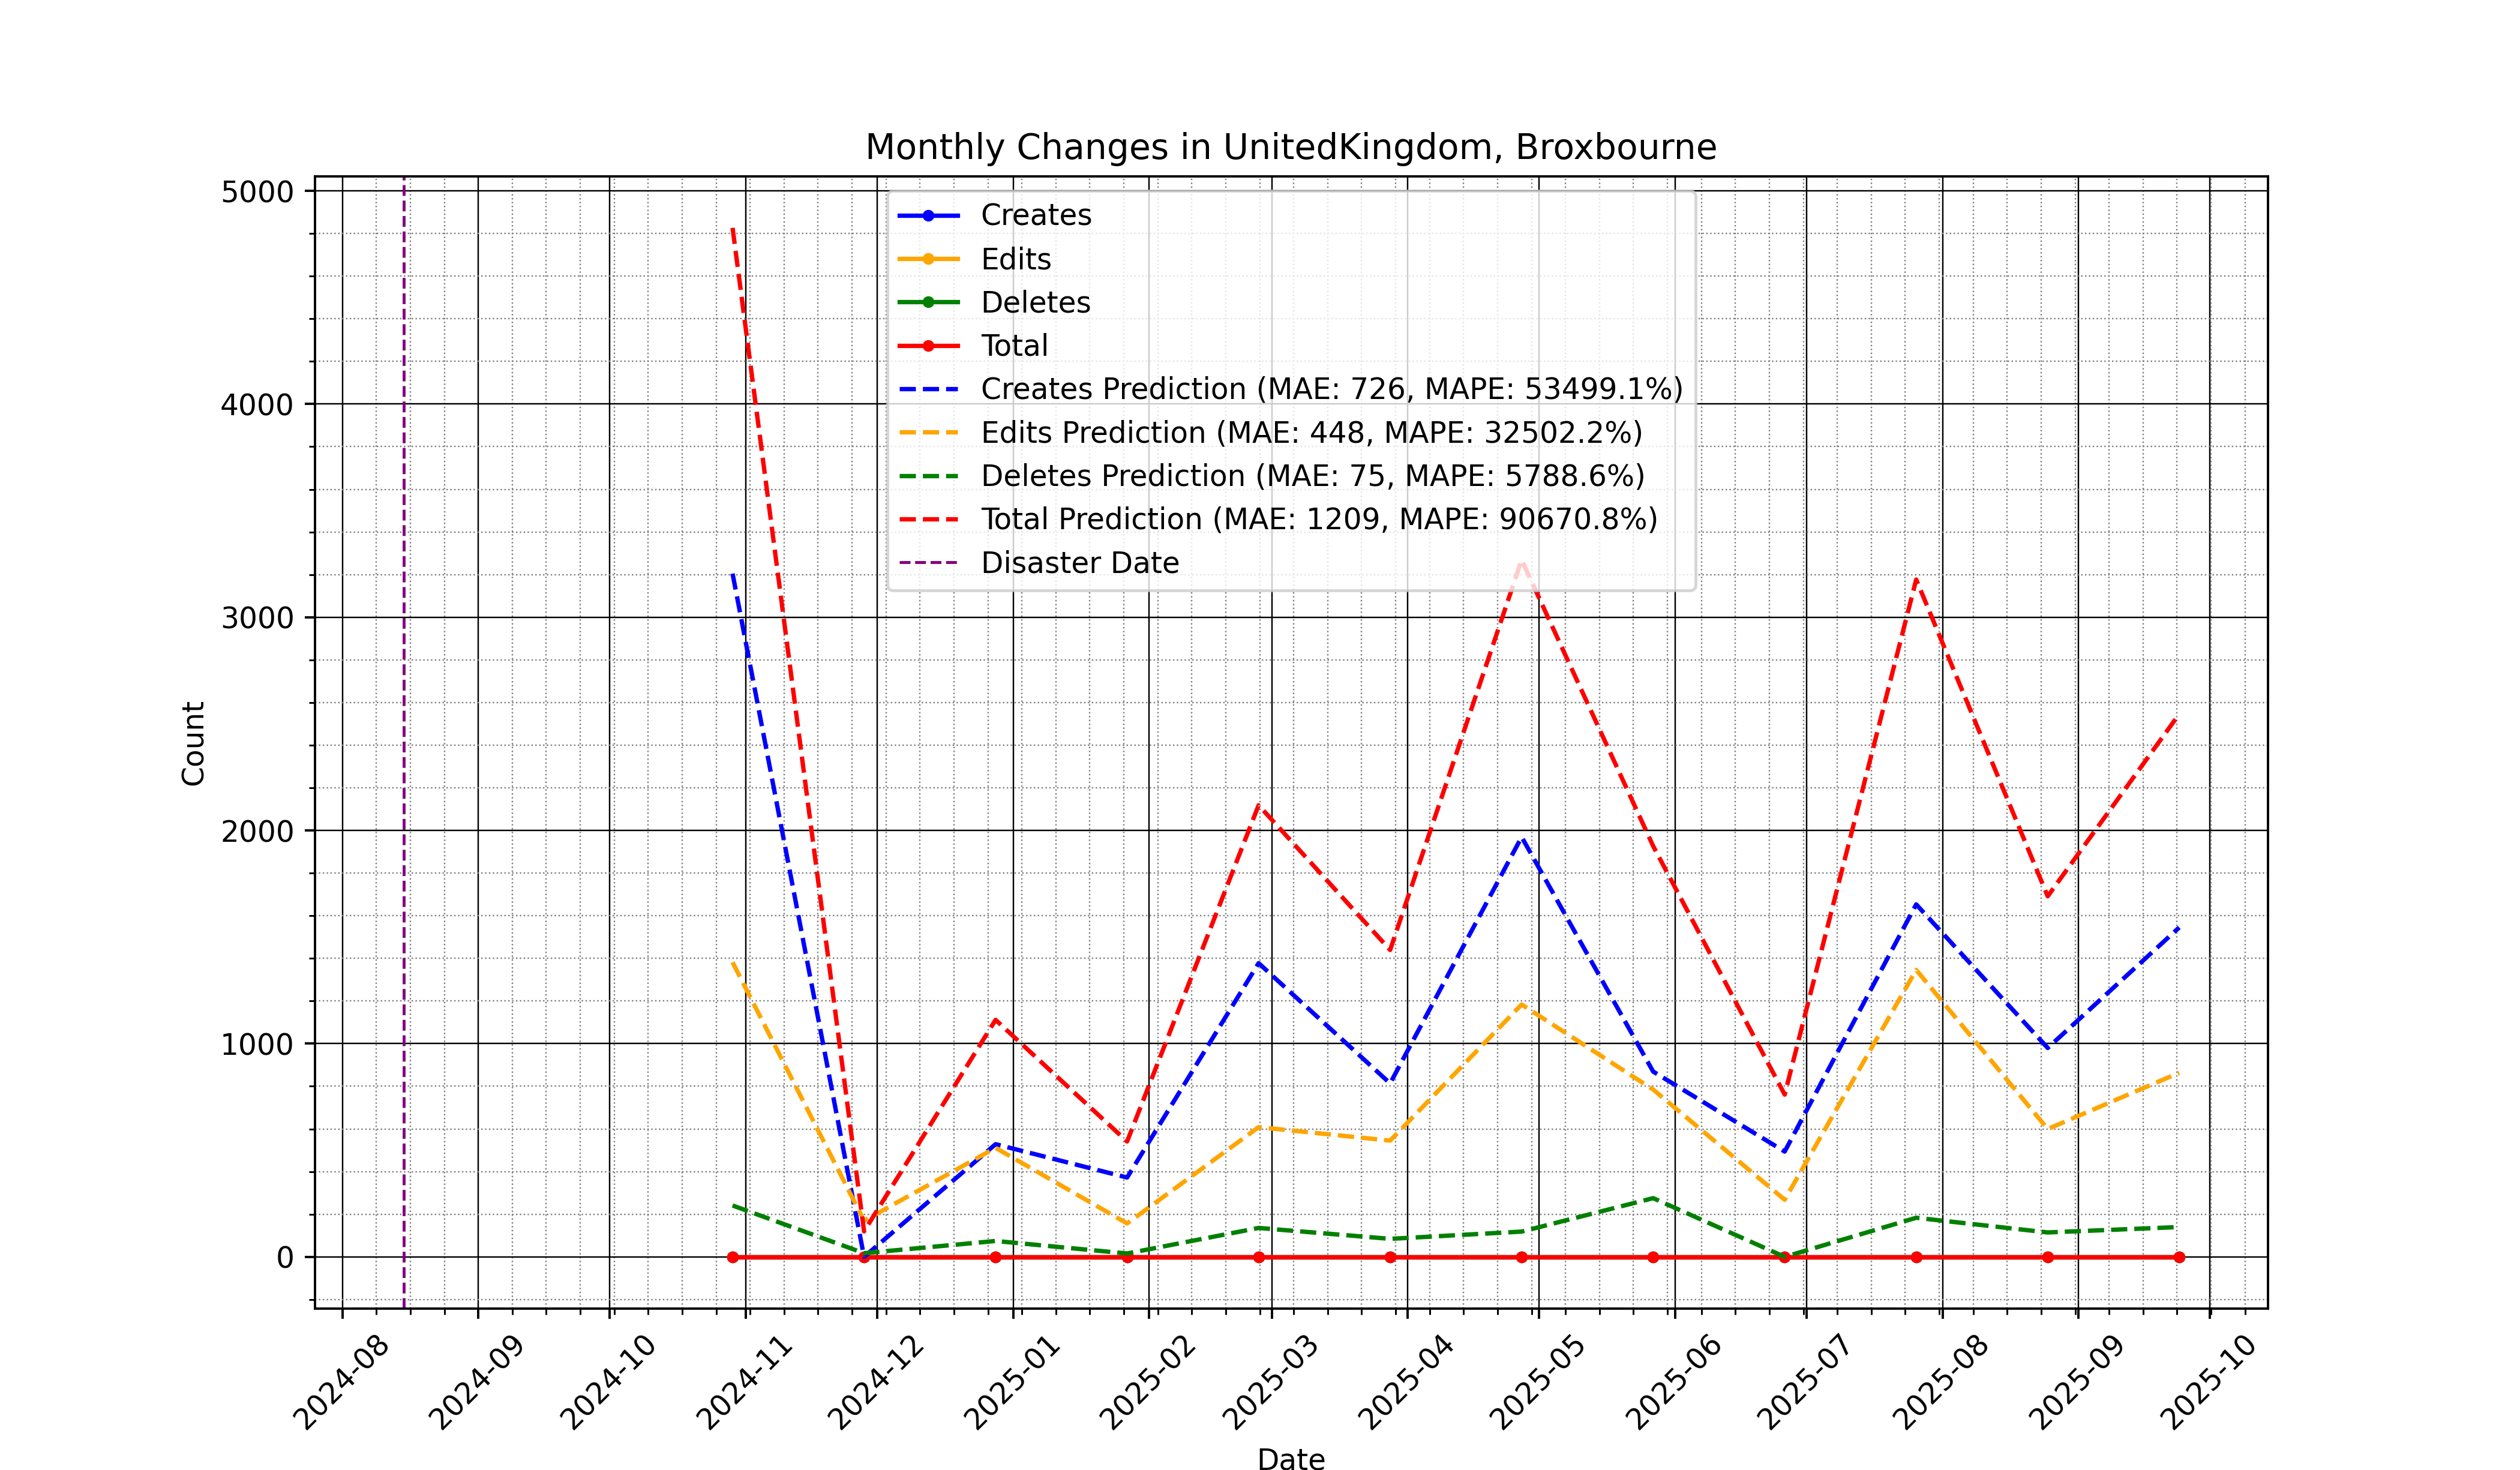 Monthly Changes in UnitedKingdom, Broxbourne
5000
4000
3000
2000
1000
0
Count
Creates
Edits
Deletes
Total
Creates Prediction (MAE: 726, MAPE: 53499.1%)
Edits Prediction (MAE: 448, MAPE: 32502.2%)
Deletes Prediction (MAE: 75, MAPE: 5788.6%)
Total Prediction (MAE: 1209, MAPE: 90670.8%)
Disaster Date
2024-08
2024-09
2024-10
2024-11
2024-12
2025-01
2025-02
2025-03
2025-04
2025-05
2025-06
2025-07
2025-08
2025-09
2025-10
Date